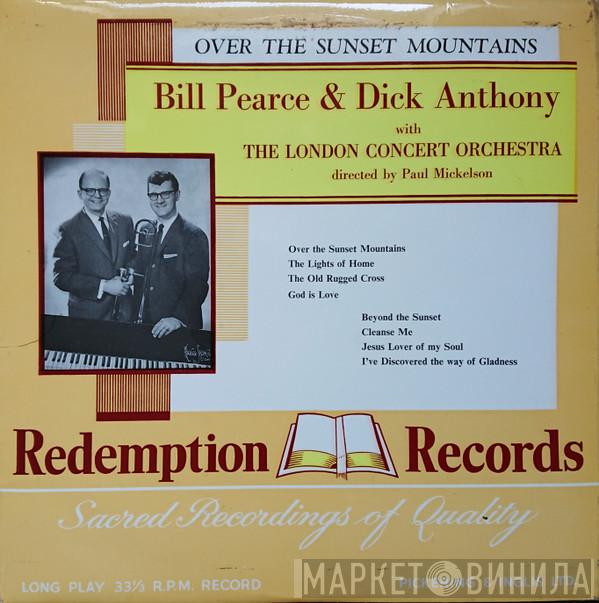 OVER THE SUNSET MOUNTAINS
Bill Pearce & Dick Anthony
with
THE LONDON CONCERT ORCHESTRA
directed by Paul Mickelson
Over the Sunset Mountains
The Lights of Home
The Old Rugged Cross
God is Love
Beyond the Sunset
Cleanse Me
Jesus Lover of my Soul
I've Discovered the way of Gladness
Redemption Records
Sacred Recordings of Quality
LONG PLAY 33⅓ R.P.M. RECORD
PICKERING & INGLIS LTD.
МАРКЕТ ВИНИЛА